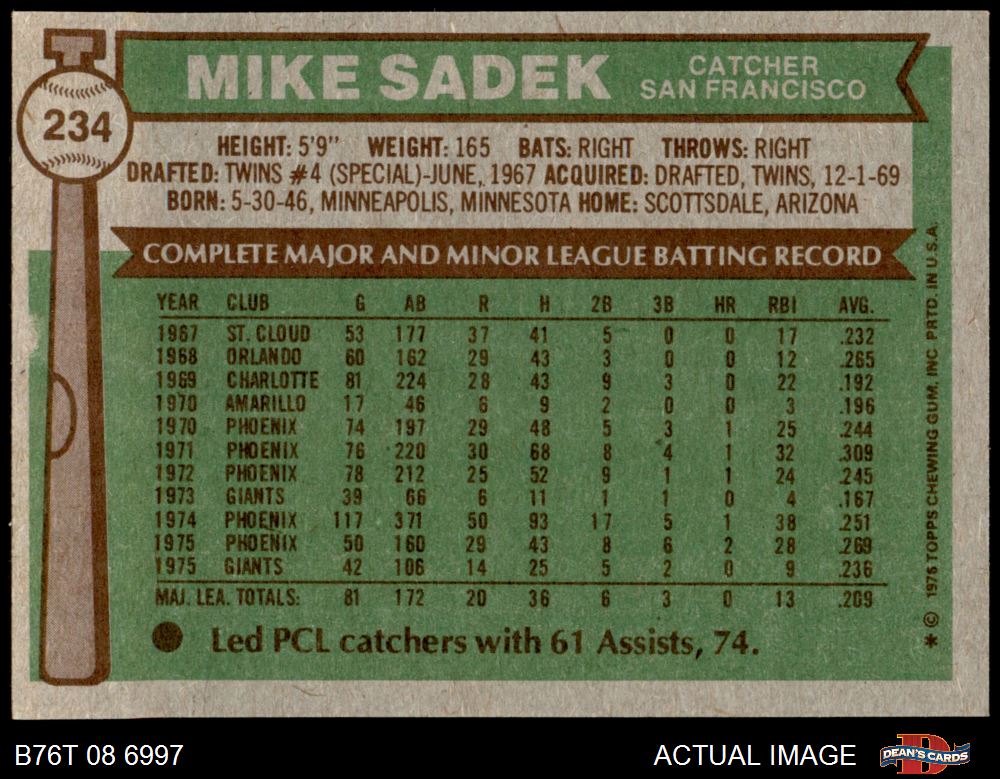 MIKE SADEK
CATCHER
SAN FRANCISCO
234
HEIGHT: 5'9" WEIGHT: 165 BATS: RIGHT THROWS: RIGHT
DRAFTED: TWINS #4 (SPECIAL)-JUNE, 1967 ACQUIRED: DRAFTED, TWINS, 12-1-69
BORN: 5-30-46, MINNEAPOLIS, MINNESOTA HOME: SCOTTSDALE, ARIZONA
COMPLETE MAJOR AND MINOR LEAGUE BATTING RECORD
YEAR CLUB G AB R H 2B 3B HR RBI AVG.
1967 ST. CLOUD 53 177 37 41 5 0 0 17 .232
1968 ORLANDO 60 162 29 43 3 0 0 12 .265
1969 CHARLOTTE 81 224 28 43 9 3 0 22 .192
1970 AMARILLO 17 46 6 9 2 0 0 3 .196
1970 PHOENIX 74 197 29 48 5 3 1 25 .244
1971 PHOENIX 76 220 30 68 8 4 1 32 .309
1972 PHOENIX 78 212 25 52 9 1 1 24 .245
1973 GIANTS 39 66 6 11 1 1 0 4 .167
1974 PHOENIX 117 371 50 93 17 5 1 38 .251
1975 PHOENIX 50 160 29 43 8 6 2 28 .269
1975 GIANTS 42 106 14 25 5 2 0 9 .236
MAJ. LEA. TOTALS: 81 172 20 36 6 3 0 13 .209
Led PCL catchers with 61 Assists, 74.
* © 1976 TOPPS CHEWING GUM, INC. PRTD. IN U.S.A.
B76T 08 6997
ACTUAL IMAGE
D
DEAN'S CARDS